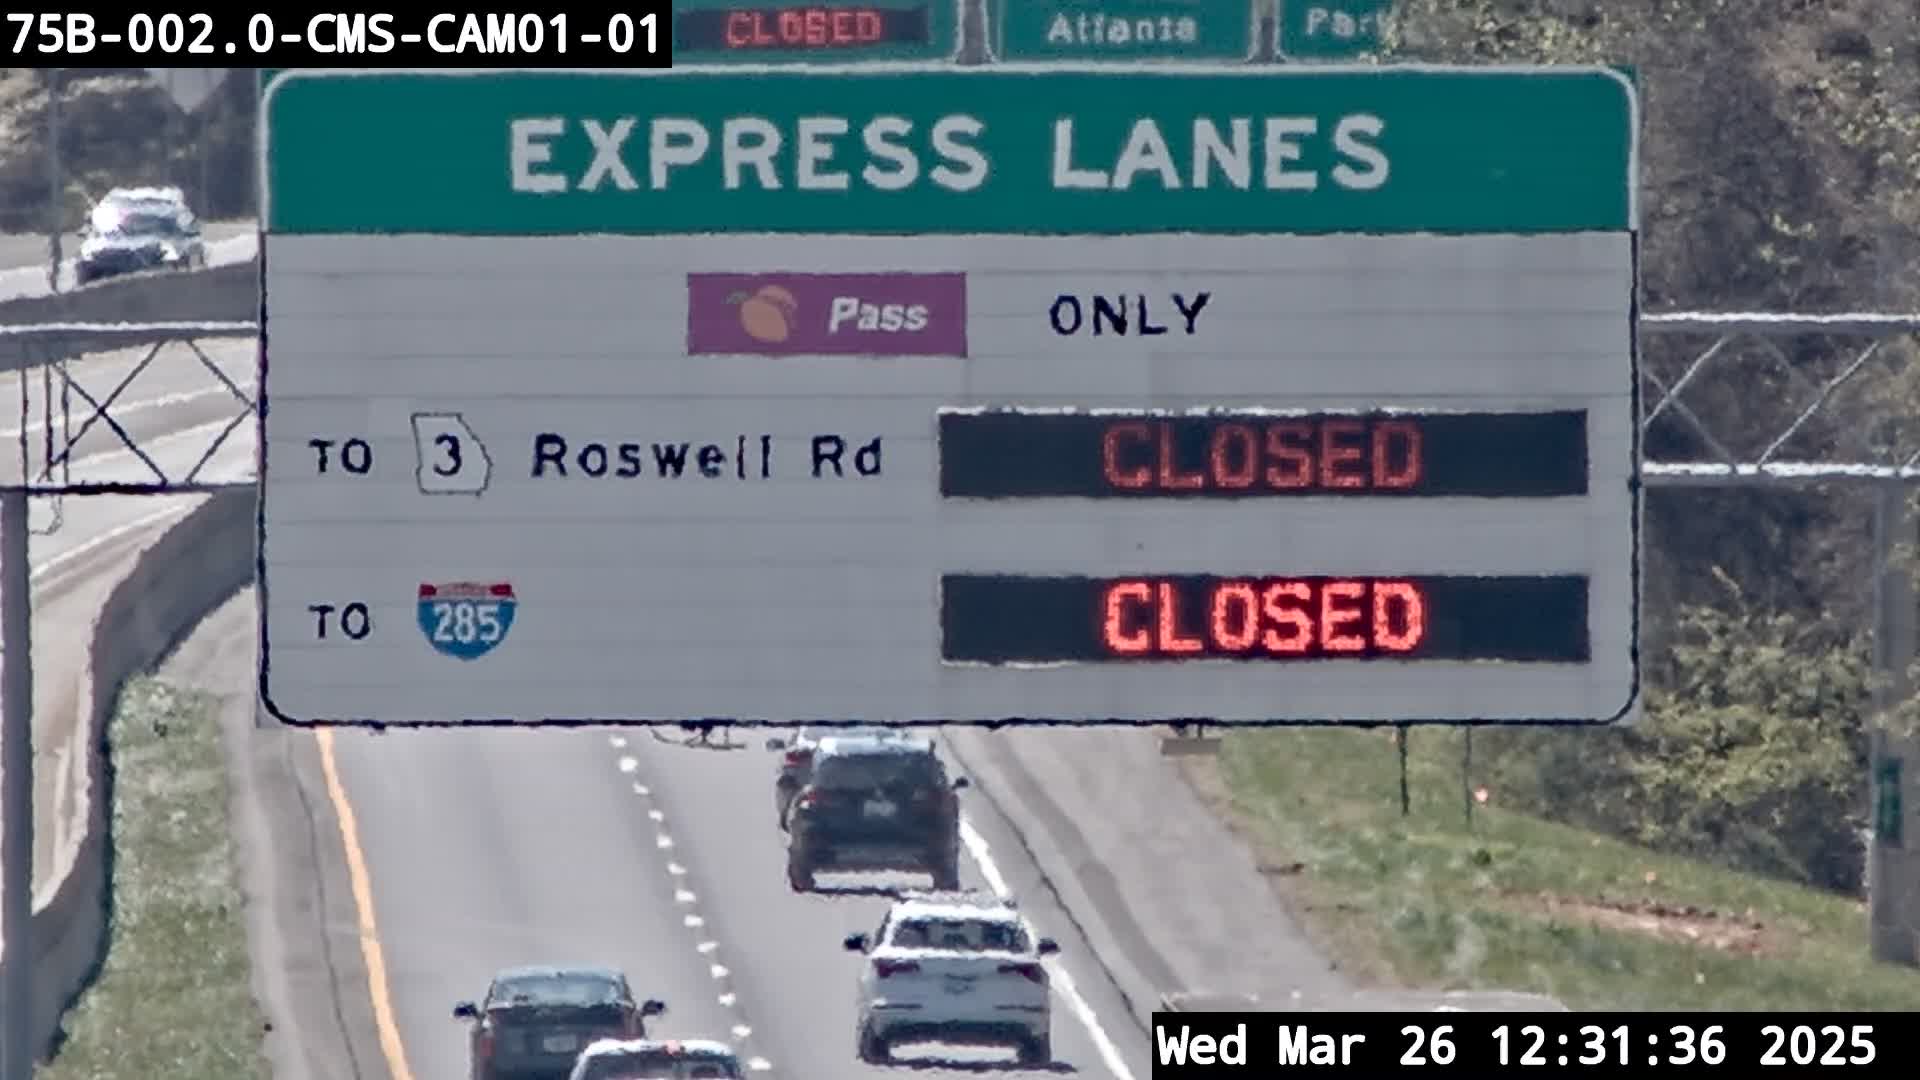 75B-002.0-CMS-CAM01-01
CLOSED
Atlanta
Park
EXPRESS LANES
Pass ONLY
TO 3 Roswell Rd CLOSED
TO 285 CLOSED
Wed Mar 26 12:31:36 2025